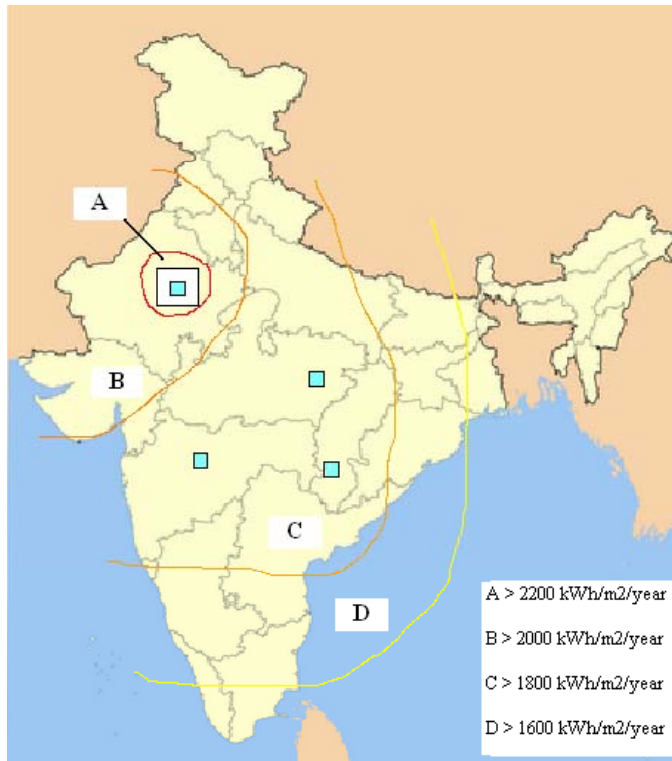 A
B
C
D
A > 2200 kWh/m2/year
B > 2000 kWh/m2/year
C > 1800 kWh/m2/year
D > 1600 kWh/m2/year